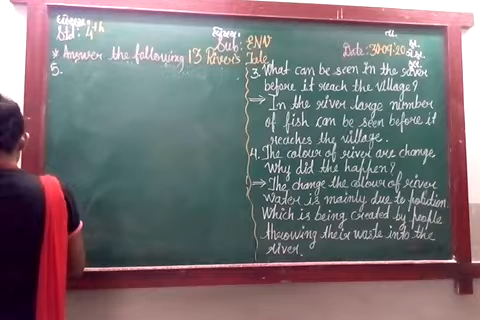 ધોરણ:
Std: 4th
વિષય:
Sub: ENV
તા.
Date: 30-09-20
* Answer the following 13 River's Tale
5.
3. What can be seen in the river
before it reach the village?
⇒ In the river large number
of fish can be seen before it
reaches the village.
4. The colour of river are change
Why did the happen?
⇒ The change the colour of river
water is mainly due to pollution
Which is being created by people
throwing their waste into the
river.